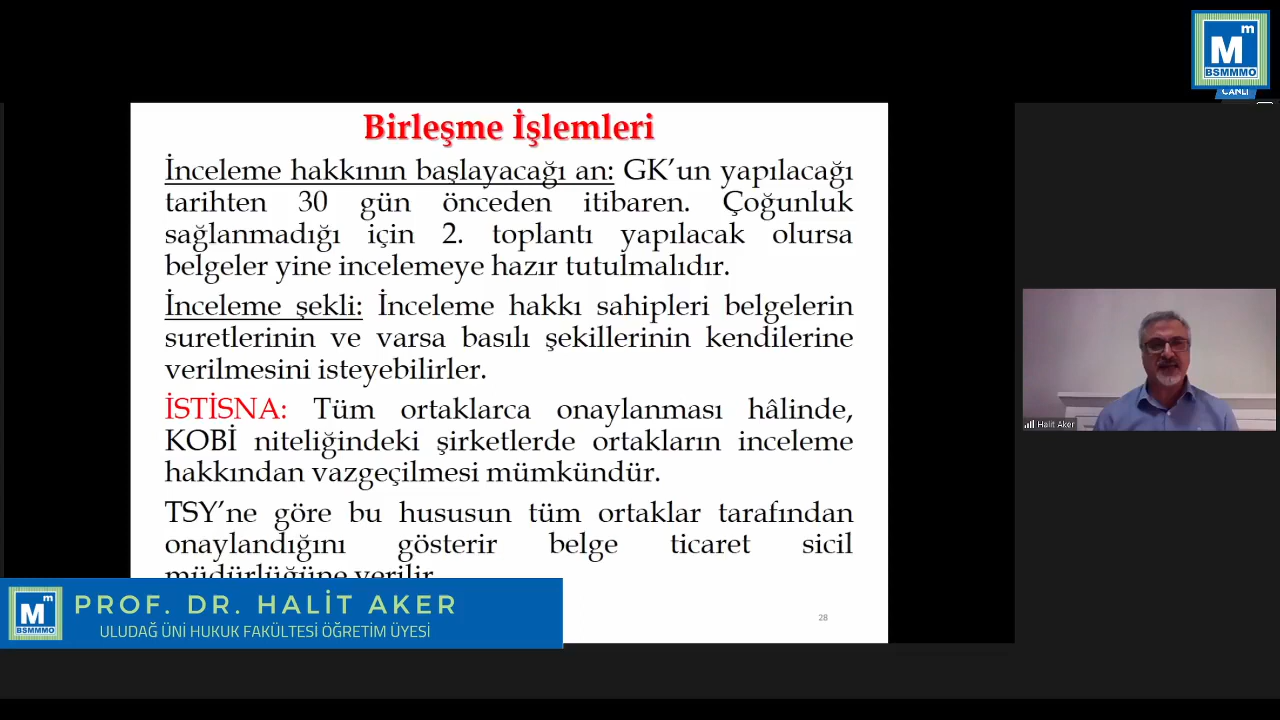 Mm
BSMMMO
CANLI
Birleşme İşlemleri
İnceleme hakkının başlayacağı an: GK’un yapılacağı
tarihten 30 gün önceden itibaren. Çoğunluk
sağlanmadığı için 2. toplantı yapılacak olursa
belgeler yine incelemeye hazır tutulmalıdır.
İnceleme şekli: İnceleme hakkı sahipleri belgelerin
suretlerinin ve varsa basılı şekillerinin kendilerine
verilmesini isteyebilirler.
İSTİSNA: Tüm ortaklarca onaylanması hâlinde,
KOBİ niteliğindeki şirketlerde ortakların inceleme
hakkından vazgeçilmesi mümkündür.
TSY’ne göre bu hususun tüm ortaklar tarafından
onaylandığını gösterir belge ticaret sicil
müdürlüğüne verilir
28
Halit Aker
Mm
BSMMMO
PROF. DR. HALİT AKER
ULUDAĞ ÜNİ HUKUK FAKÜLTESİ ÖĞRETİM ÜYESİ